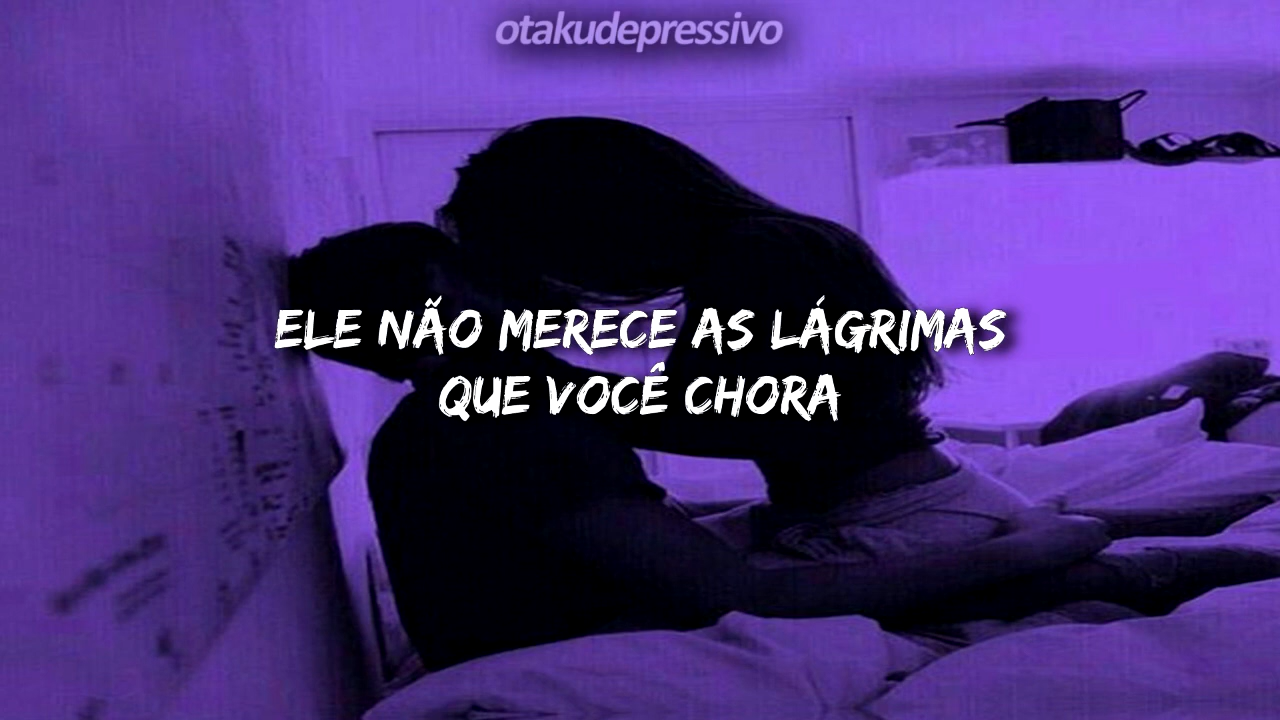 otakudepressivo
ELE NÃO MERECE AS LÁGRIMAS
QUE VOCÊ CHORA